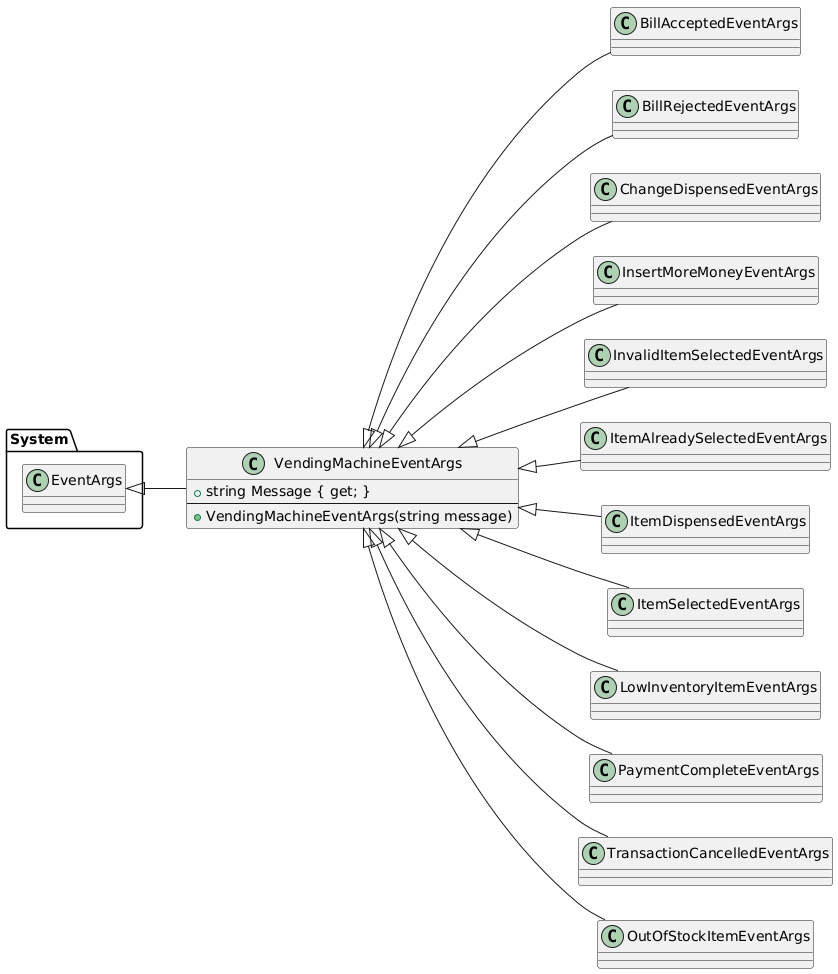 System
C EventArgs
C VendingMachineEventArgs
string Message { get; }
VendingMachineEventArgs(string message)
C BillAcceptedEventArgs
C BillRejectedEventArgs
C ChangeDispensedEventArgs
C InsertMoreMoneyEventArgs
C InvalidItemSelectedEventArgs
C ItemAlreadySelectedEventArgs
C ItemDispensedEventArgs
C ItemSelectedEventArgs
C LowInventoryItemEventArgs
C PaymentCompleteEventArgs
C TransactionCancelledEventArgs
C OutOfStockItemEventArgs